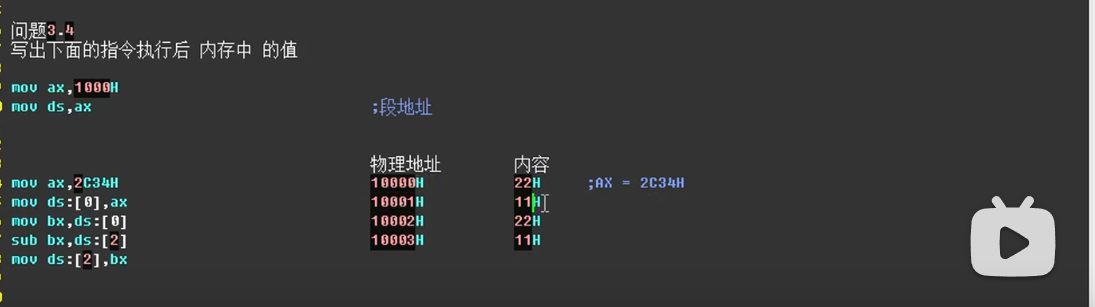 问题3.4
写出下面的指令执行后 内存中 的值
mov ax,1000H
mov ds,ax ;段地址
物理地址 内容
mov ax,2C34H 10000H 22H ;AX = 2C34H
mov ds:[0],ax 10001H 11H
mov bx,ds:[0] 10002H 22H
sub bx,ds:[2] 10003H 11H
mov ds:[2],bx